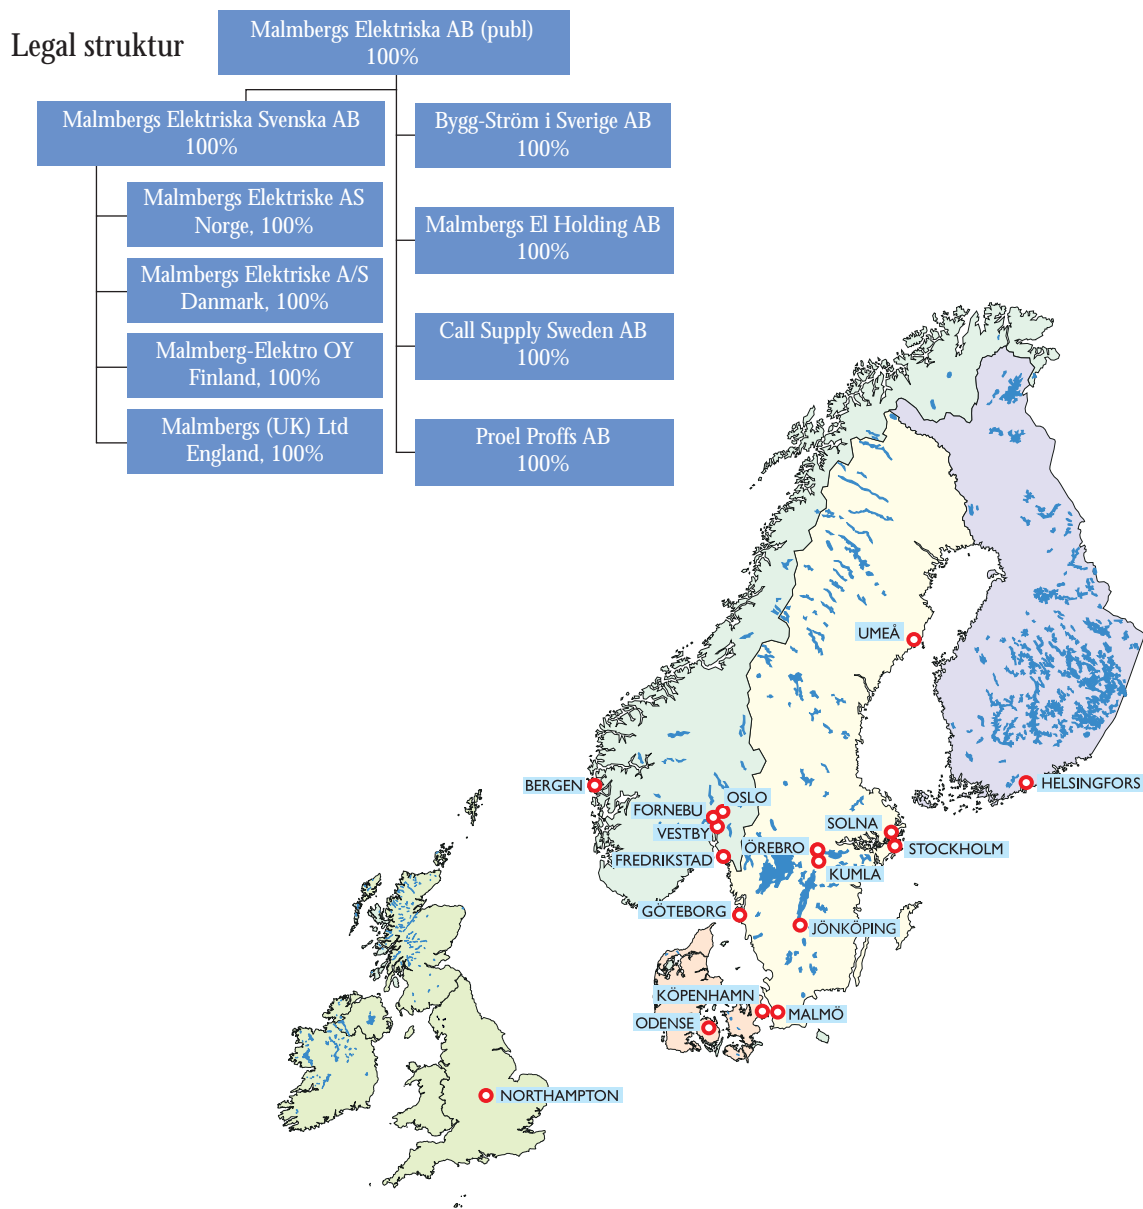 Legal struktur
Malmbergs Elektriska AB (publ)
100%
Malmbergs Elektriska Svenska AB
100%
Malmbergs Elektriske AS
Norge, 100%
Malmbergs Elektriske A/S
Danmark, 100%
Malmberg-Elektro OY
Finland, 100%
Malmbergs (UK) Ltd
England, 100%
Bygg-Ström i Sverige AB
100%
Malmbergs El Holding AB
100%
Call Supply Sweden AB
100%
Proel Proffs AB
100%
UMEÅ
HELSINGFORS
BERGEN
OSLO
FORNEBU
VESTBY
SOLNA
ÖREBRO
STOCKHOLM
FREDRIKSTAD
KUMLA
GÖTEBORG
JÖNKÖPING
KÖPENHAMN
MALMÖ
ODENSE
NORTHAMPTON